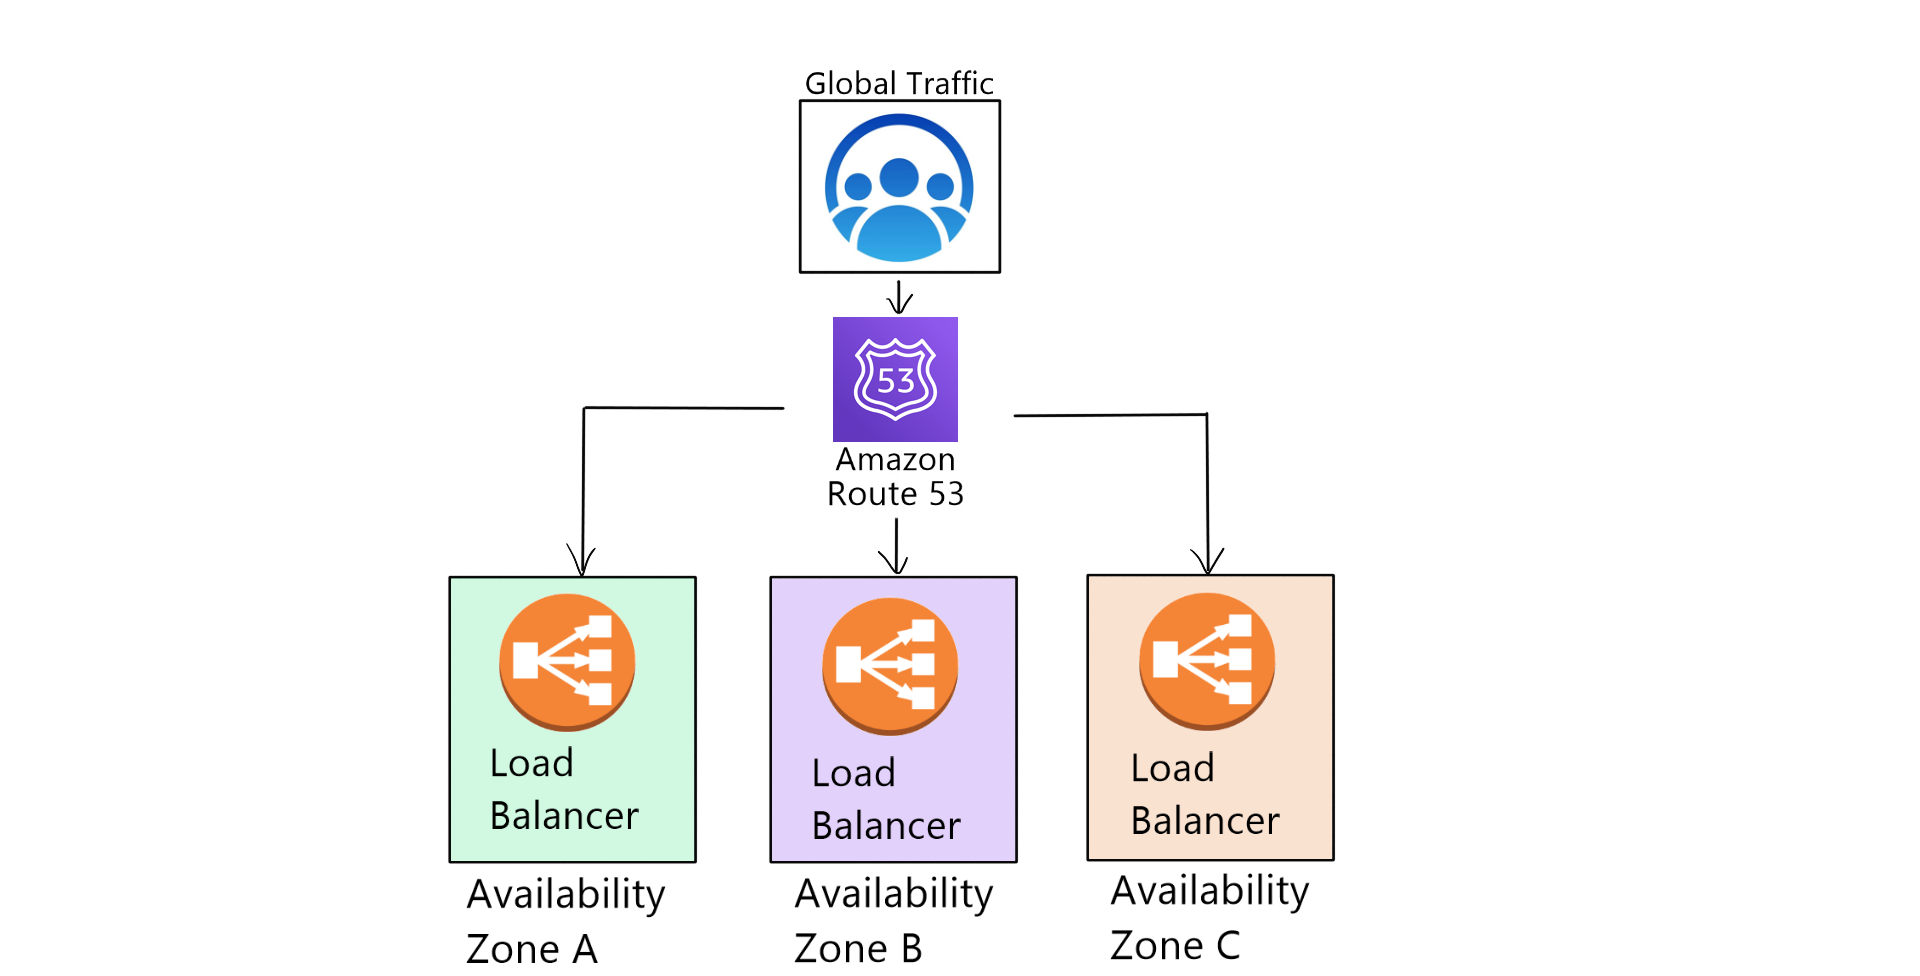 Global Traffic
53
Amazon
Route 53
Load
Balancer
Load
Balancer
Load
Balancer
Availability
Zone A
Availability
Zone B
Availability
Zone C